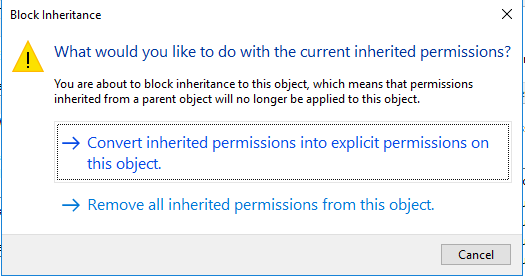 Block Inheritance
What would you like to do with the current inherited permissions?
You are about to block inheritance to this object, which means that permissions
inherited from a parent object will no longer be applied to this object.
Convert inherited permissions into explicit permissions on
this object.
Remove all inherited permissions from this object.
Cancel